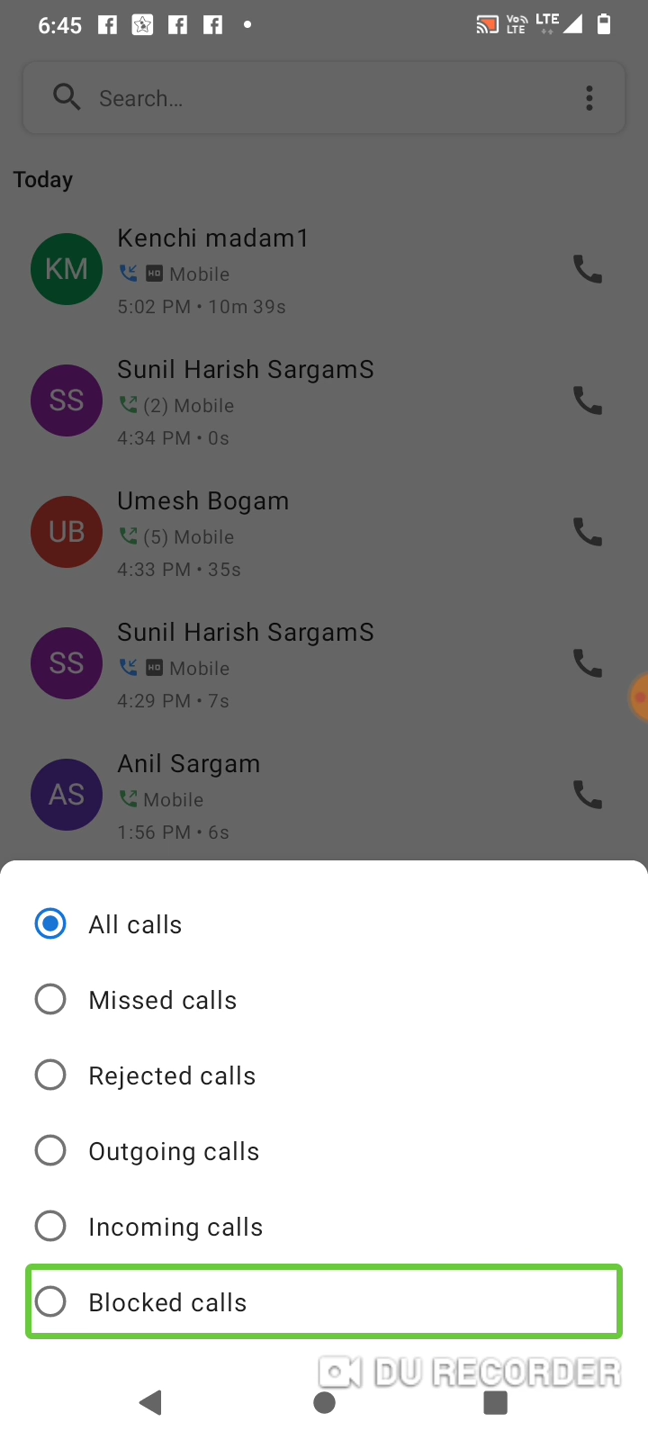 6:45
Vo LTE LTE
Search...
Today
KM
Kenchi madam1
HD Mobile
5:02 PM • 10m 39s
SS
Sunil Harish SargamS
(2) Mobile
4:34 PM • 0s
UB
Umesh Bogam
(5) Mobile
4:33 PM • 35s
SS
Sunil Harish SargamS
HD Mobile
4:29 PM • 7s
AS
Anil Sargam
Mobile
1:56 PM • 6s
All calls
Missed calls
Rejected calls
Outgoing calls
Incoming calls
Blocked calls
DU RECORDER